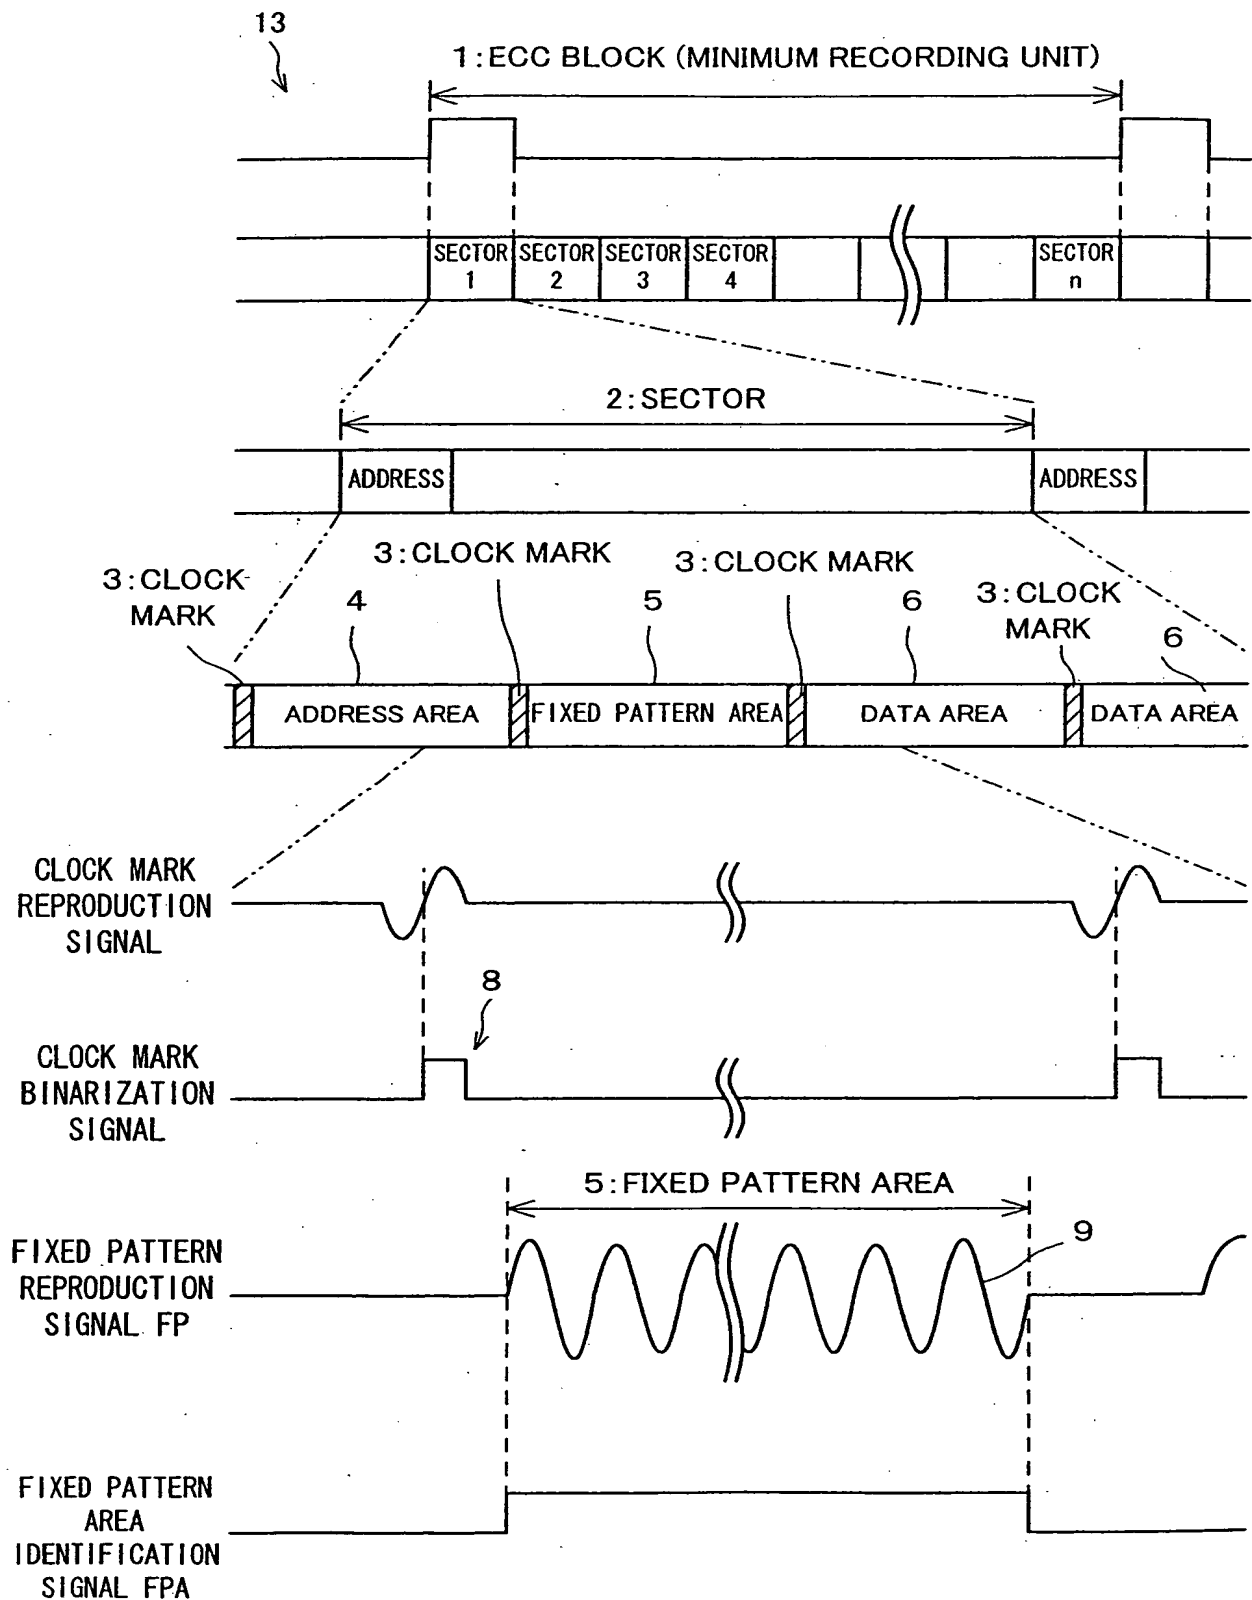 13
1:ECC BLOCK (MINIMUM RECORDING UNIT)
SECTOR 1
SECTOR 2
SECTOR 3
SECTOR 4
SECTOR n
2:SECTOR
ADDRESS
ADDRESS
3:CLOCK MARK
4
3:CLOCK MARK
5
3:CLOCK MARK
6
3:CLOCK MARK
6
ADDRESS AREA
FIXED PATTERN AREA
DATA AREA
DATA AREA
CLOCK MARK
REPRODUCTION
SIGNAL
8
CLOCK MARK
BINARIZATION
SIGNAL
5:FIXED PATTERN AREA
9
FIXED PATTERN
REPRODUCTION
SIGNAL FP
FIXED PATTERN
AREA
IDENTIFICATION
SIGNAL FPA